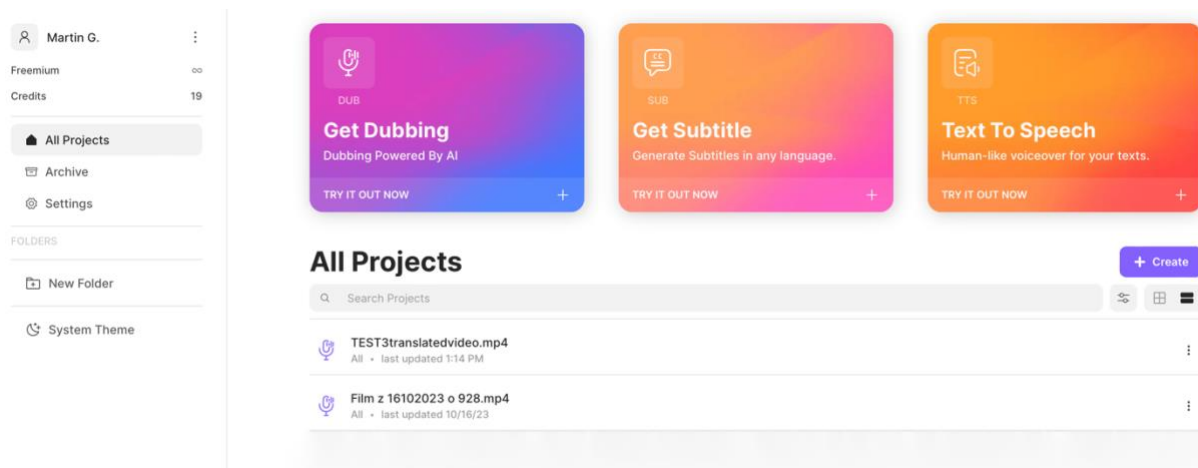 Martin G.
Freemium ∞
Credits 19
All Projects
Archive
Settings
FOLDERS
New Folder
System Theme
DUB
Get Dubbing
Dubbing Powered By AI
TRY IT OUT NOW
SUB
Get Subtitle
Generate Subtitles in any language.
TRY IT OUT NOW
TTS
Text To Speech
Human-like voiceover for your texts.
TRY IT OUT NOW
All Projects
+ Create
Search Projects
TEST3translatedvideo.mp4
All • last updated 1:14 PM
Film z 16102023 o 928.mp4
All • last updated 10/16/23